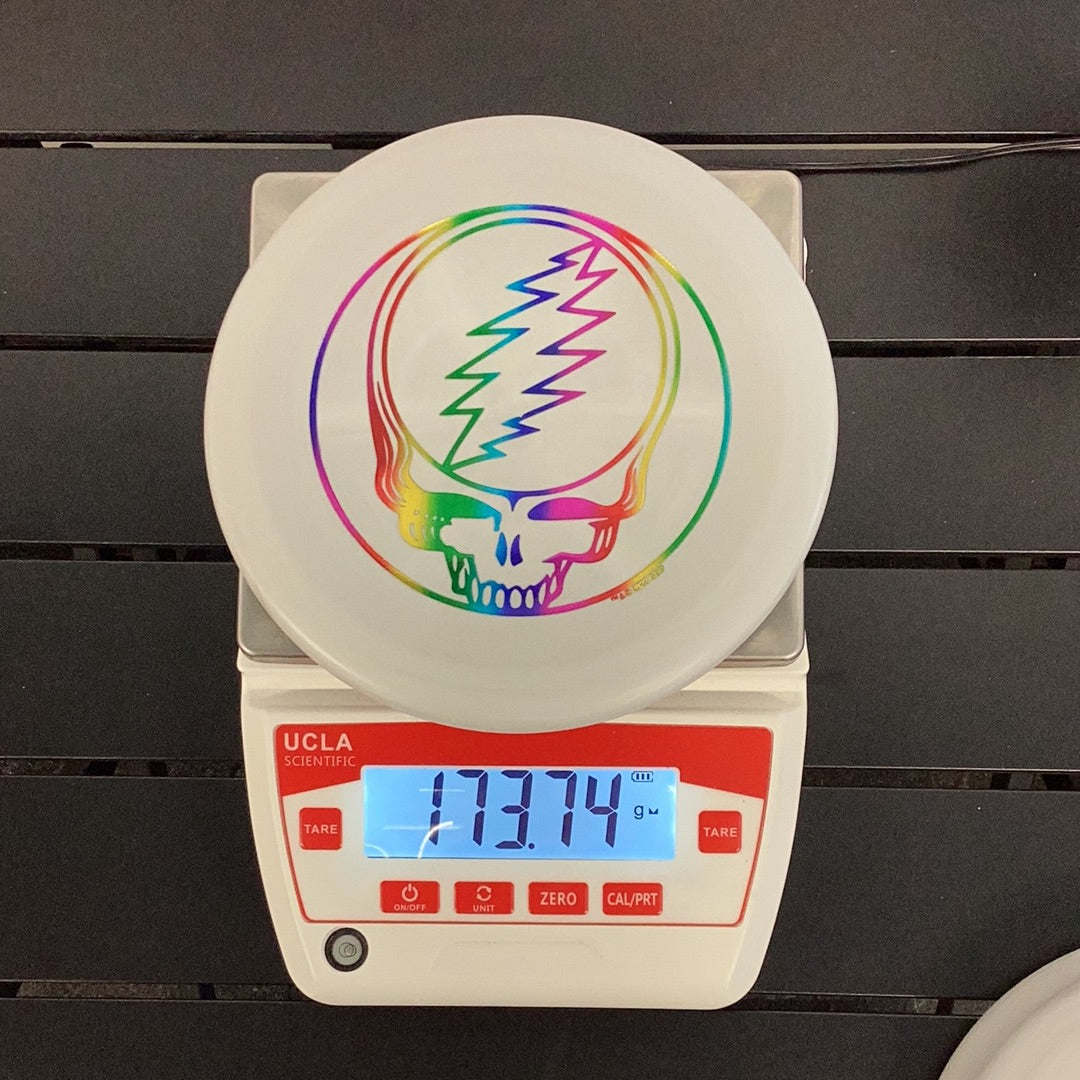 UCLA
SCIENTIFIC
173.74 g
TARE
TARE
ON/OFF
UNIT
ZERO
CAL/PRT